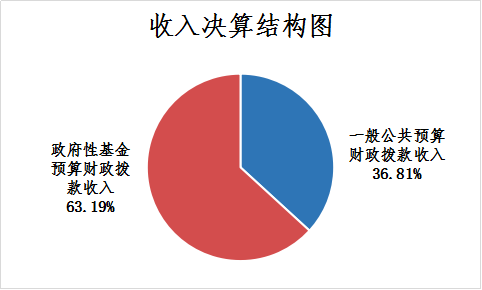 收入决算结构图
政府性基金
预算财政拨
款收入
63.19%
一般公共预算
财政拨款收入
36.81%